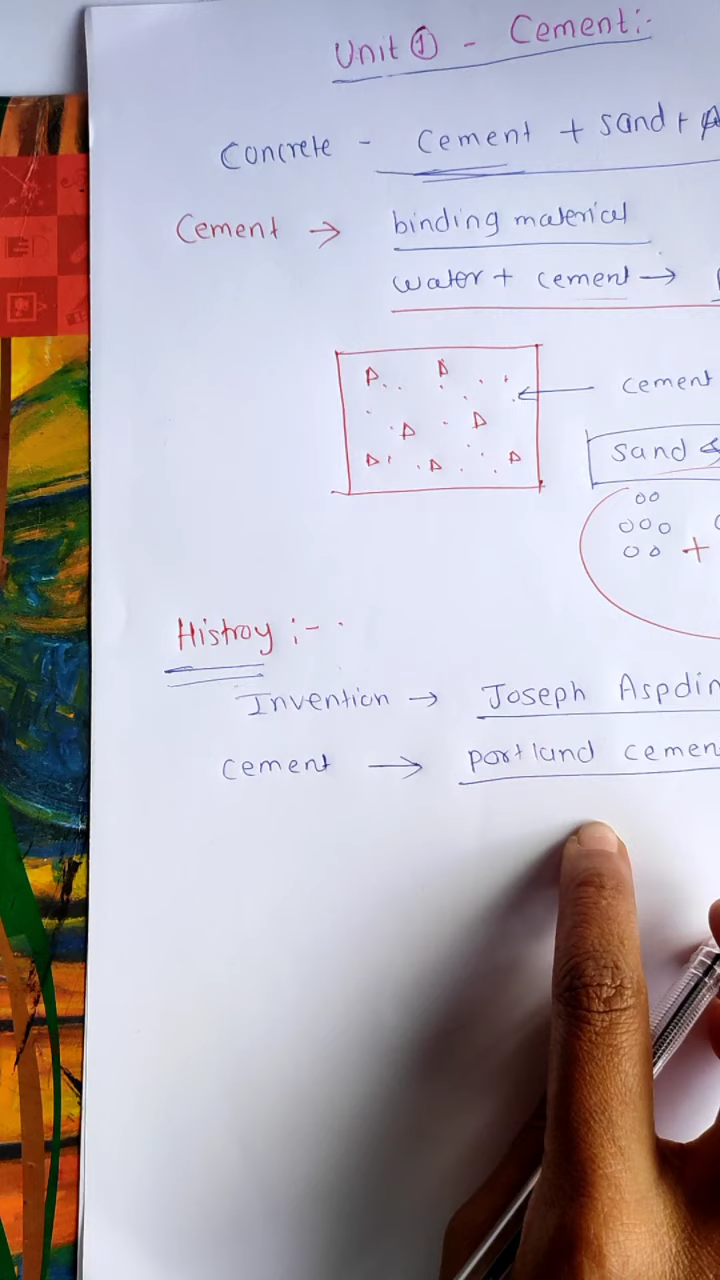 Unit ① - Cement:-
Concrete - Cement + sand +
Cement → binding material
water + cement →
cement
sand &
+
Histroy :-
Invention → Joseph Aspdin
cement → portland cemen